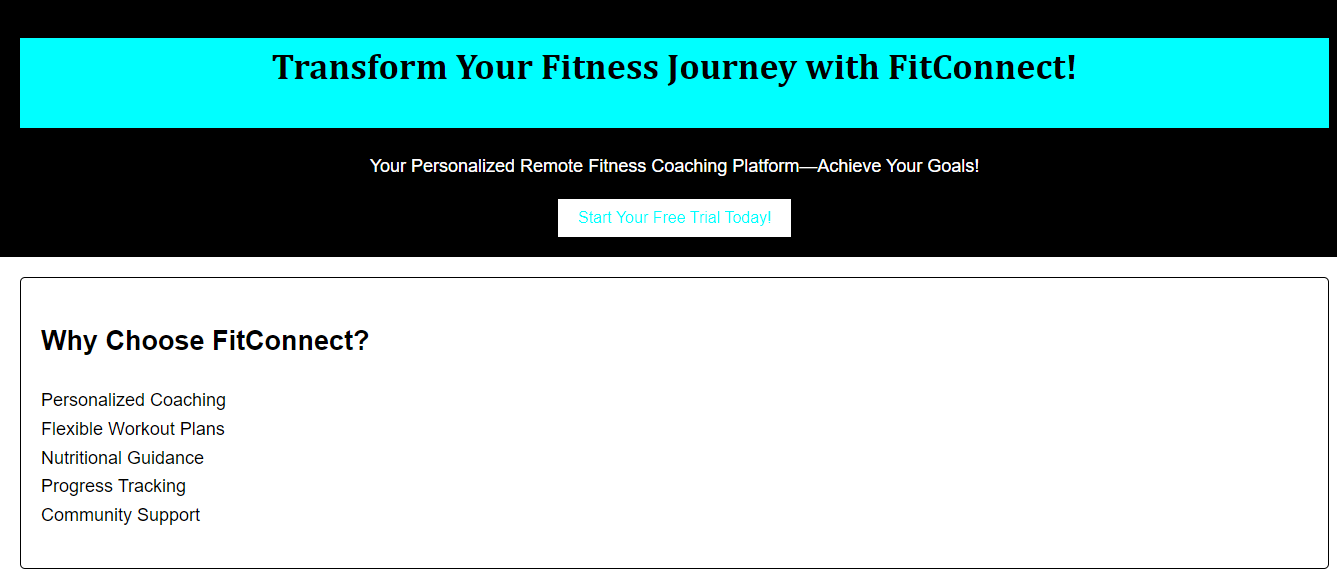 Transform Your Fitness Journey with FitConnect!
Your Personalized Remote Fitness Coaching Platform—Achieve Your Goals!
Start Your Free Trial Today!
Why Choose FitConnect?
Personalized Coaching
Flexible Workout Plans
Nutritional Guidance
Progress Tracking
Community Support